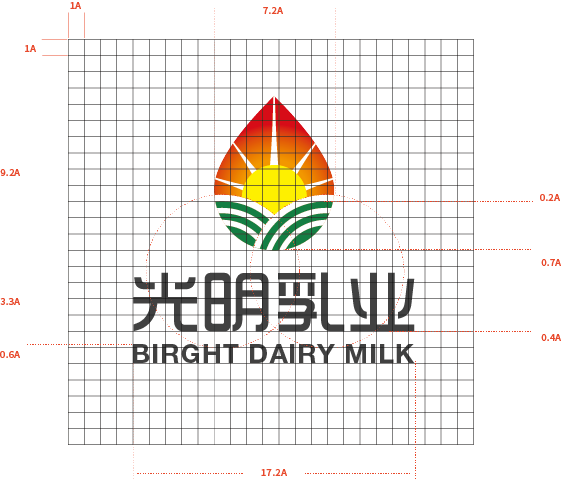 1A
7.2A
1A
9.2A
0.2A
0.7A
3.3A
光明乳业
0.4A
0.6A
BIRGHT DAIRY MILK
17.2A